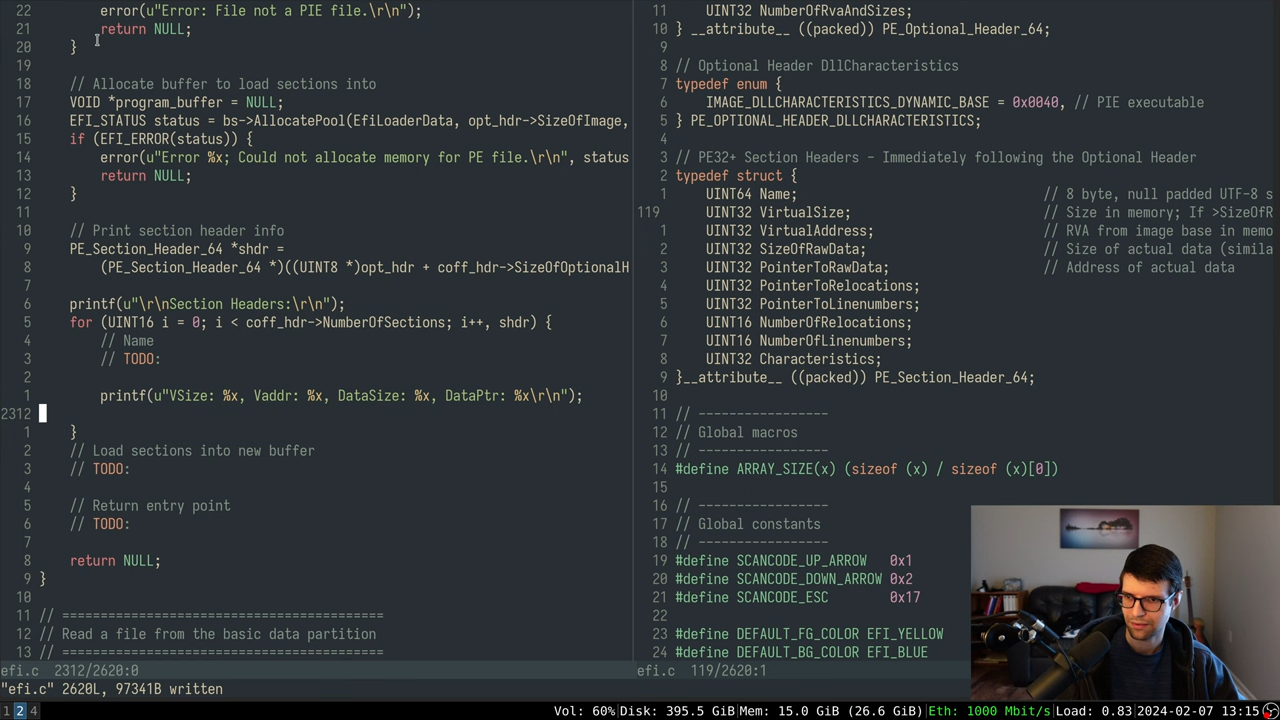 22 error(u"Error: File not a PIE file.\r\n");
21 return NULL;
20 }
19
18 // Allocate buffer to load sections into
17 VOID *program_buffer = NULL;
16 EFI_STATUS status = bs->AllocatePool(EfiLoaderData, opt_hdr->SizeOfImage,
15 if (EFI_ERROR(status)) {
14 error(u"Error %x; Could not allocate memory for PE file.\r\n", status
13 return NULL;
12 }
11
10 // Print section header info
9 PE_Section_Header_64 *shdr =
8 (PE_Section_Header_64 *)((UINT8 *)opt_hdr + coff_hdr->SizeOfOptionalH
7
6 printf(u"\r\nSection Headers:\r\n");
5 for (UINT16 i = 0; i < coff_hdr->NumberOfSections; i++, shdr) {
4 // Name
3 // TODO:
2
1 printf(u"VSize: %x, Vaddr: %x, DataSize: %x, DataPtr: %x\r\n");
2312
1 }
2 // Load sections into new buffer
3 // TODO:
4
5 // Return entry point
6 // TODO:
7
8 return NULL;
9 }
10
11 // =========================================
12 // Read a file from the basic data partition
13 // =========================================
efi.c 2312/2620:0
11 UINT32 NumberOfRvaAndSizes;
10 } __attribute__ ((packed)) PE_Optional_Header_64;
9
8 // Optional Header DllCharacteristics
7 typedef enum {
6 IMAGE_DLLCHARACTERISTICS_DYNAMIC_BASE = 0x0040, // PIE executable
5 } PE_OPTIONAL_HEADER_DLLCHARACTERISTICS;
4
3 // PE32+ Section Headers - Immediately following the Optional Header
2 typedef struct {
1 UINT64 Name; // 8 byte, null padded UTF-8 s
119 UINT32 VirtualSize; // Size in memory; If >SizeOfR
1 UINT32 VirtualAddress; // RVA from image base in memo
2 UINT32 SizeOfRawData; // Size of actual data (simila
3 UINT32 PointerToRawData; // Address of actual data
4 UINT32 PointerToRelocations;
5 UINT32 PointerToLinenumbers;
6 UINT16 NumberOfRelocations;
7 UINT16 NumberOfLinenumbers;
8 UINT32 Characteristics;
9 }__attribute__ ((packed)) PE_Section_Header_64;
10
11 // -----------------
12 // Global macros
13 // -----------------
14 #define ARRAY_SIZE(x) (sizeof (x) / sizeof (x)[0])
15
16 // -----------------
17 // Global constants
18 // -----------------
19 #define SCANCODE_UP_ARROW 0x1
20 #define SCANCODE_DOWN_ARROW 0x2
21 #define SCANCODE_ESC 0x17
22
23 #define DEFAULT_FG_COLOR EFI_YELLOW
24 #define DEFAULT_BG_COLOR EFI_BLUE
efi.c 119/2620:1
"efi.c" 2620L, 97341B written
1 2 4 Vol: 60%|Disk: 395.5 GiB|Mem: 15.0 GiB (26.6 GiB)|Eth: 1000 Mbit/s|Load: 0.83|2024-02-07 13:15